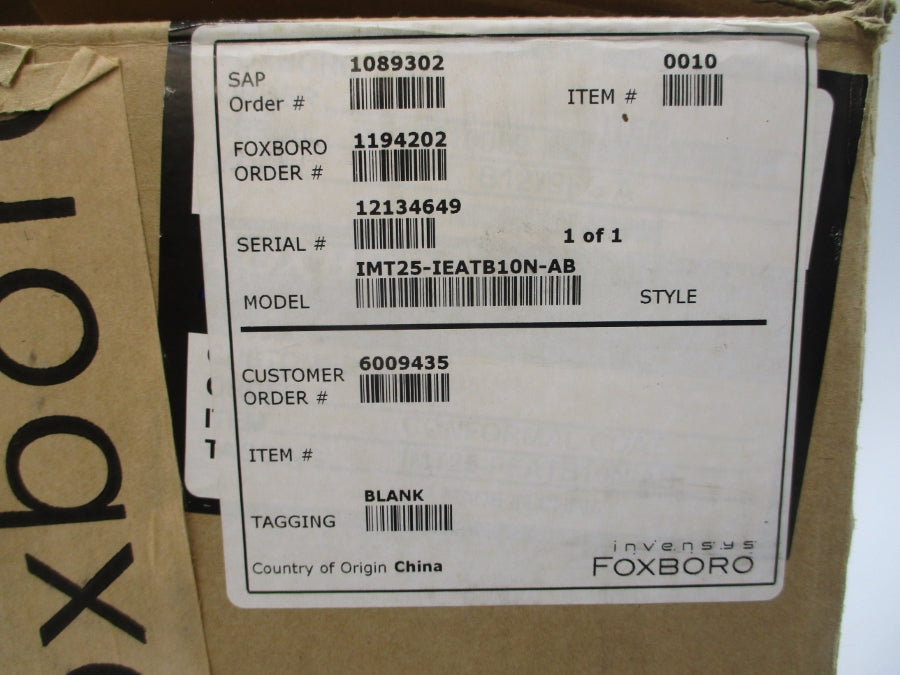 SAP
Order #
1089302
ITEM #
0010
FOXBORO
ORDER #
1194202
SERIAL #
12134649
1 of 1
MODEL
IMT25-IEATB10N-AB
STYLE
CUSTOMER
ORDER #
6009435
ITEM #
TAGGING
BLANK
Country of Origin China
invensys
FOXBORO